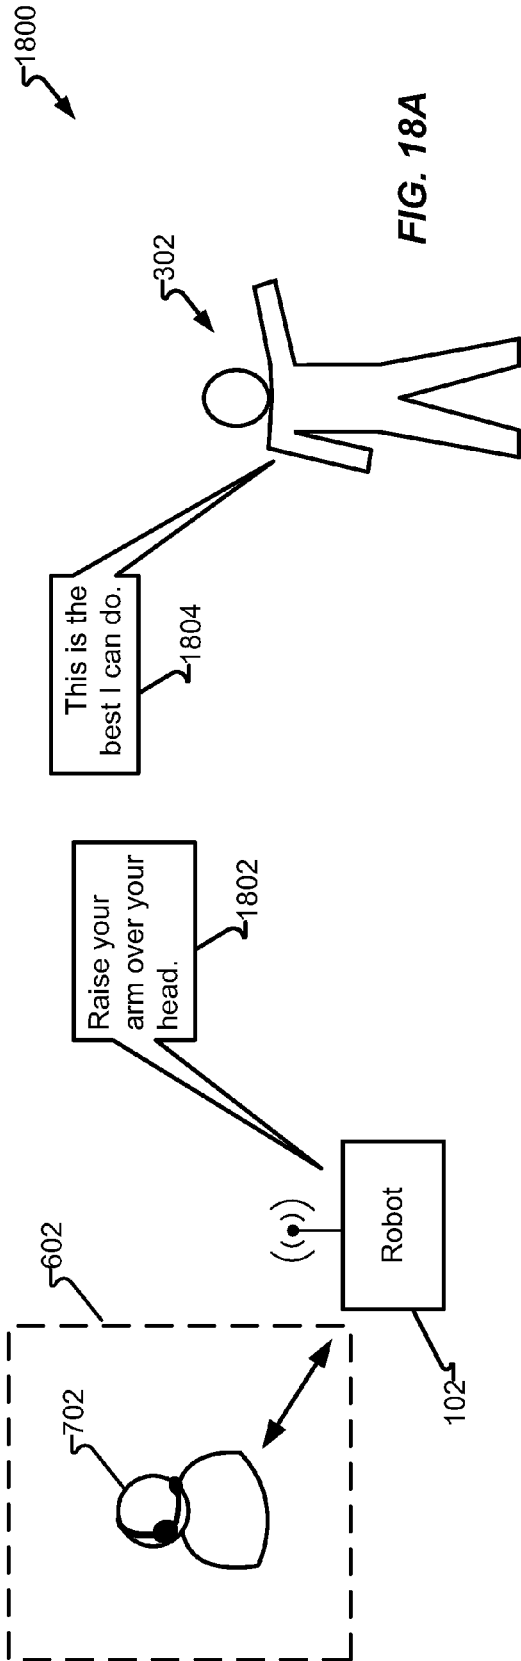 702
602
Robot
102
Raise your
arm over your
head.
1802
This is the
best I can do.
1804
302
1800
FIG. 18A